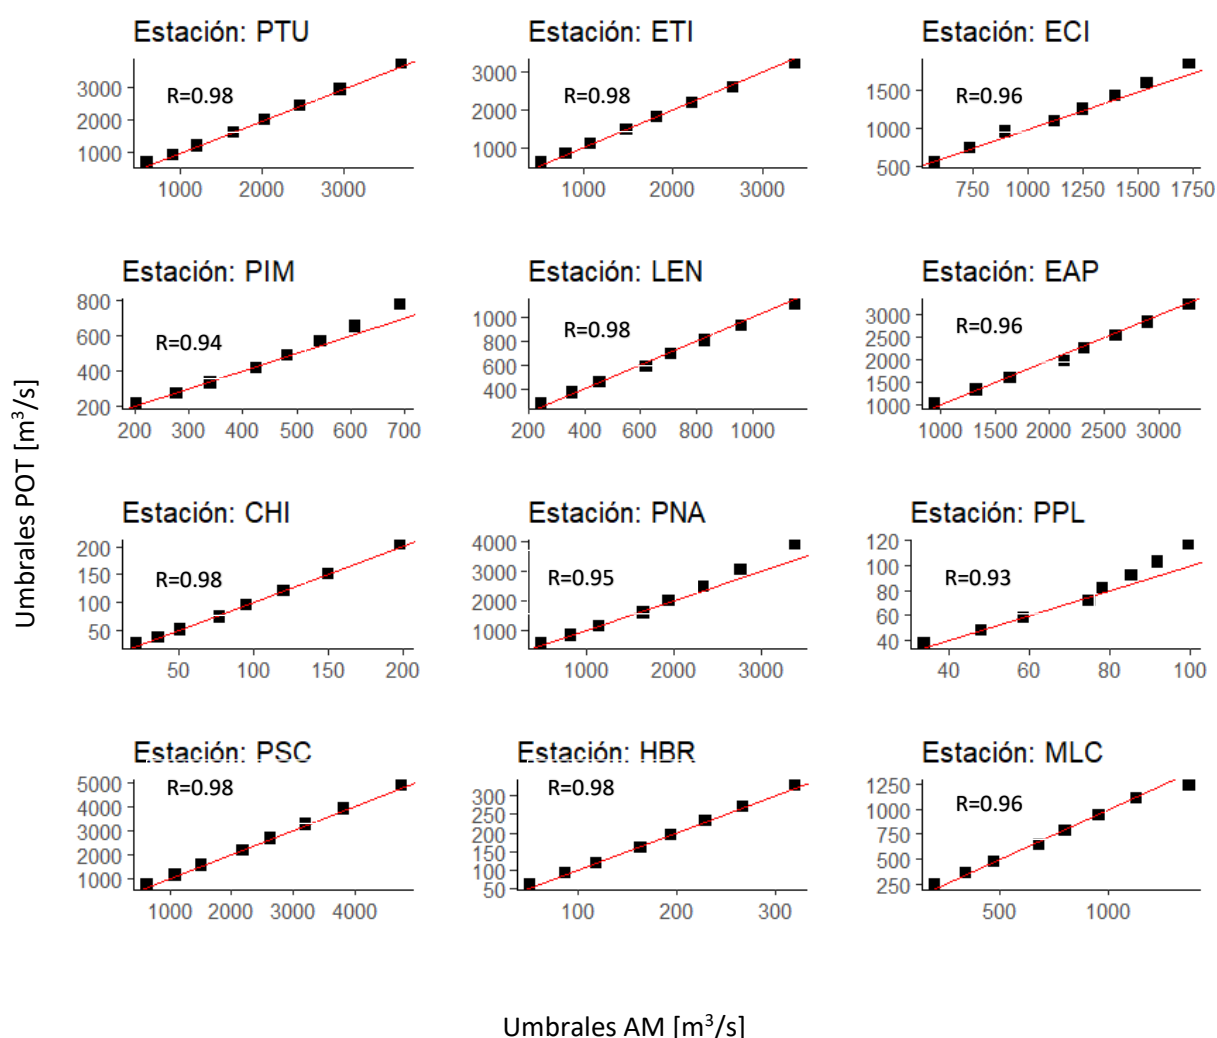 Estación: PTU
R=0.98
3000
2000
1000
1000 2000 3000
Estación: ETI
R=0.98
3000
2000
1000
1000 2000 3000
Estación: ECI
R=0.96
1500
1000
500
750 1000 1250 1500 1750
Estación: PIM
R=0.94
800
600
400
200
200 300 400 500 600 700
Estación: LEN
R=0.98
1000
800
600
400
200 400 600 800 1000
Estación: EAP
R=0.96
3000
2500
2000
1500
1000
1000 1500 2000 2500 3000
Estación: CHI
R=0.98
200
150
100
50
50 100 150 200
Estación: PNA
R=0.95
4000
3000
2000
1000
1000 2000 3000
Estación: PPL
R=0.93
120
100
80
60
40
40 60 80 100
Estación: PSC
R=0.98
5000
4000
3000
2000
1000
1000 2000 3000 4000
Estación: HBR
R=0.98
300
250
200
150
100
50
100 200 300
Estación: MLC
R=0.96
1250
1000
750
500
250
500 1000
Umbrales POT [m³/s]
Umbrales AM [m³/s]